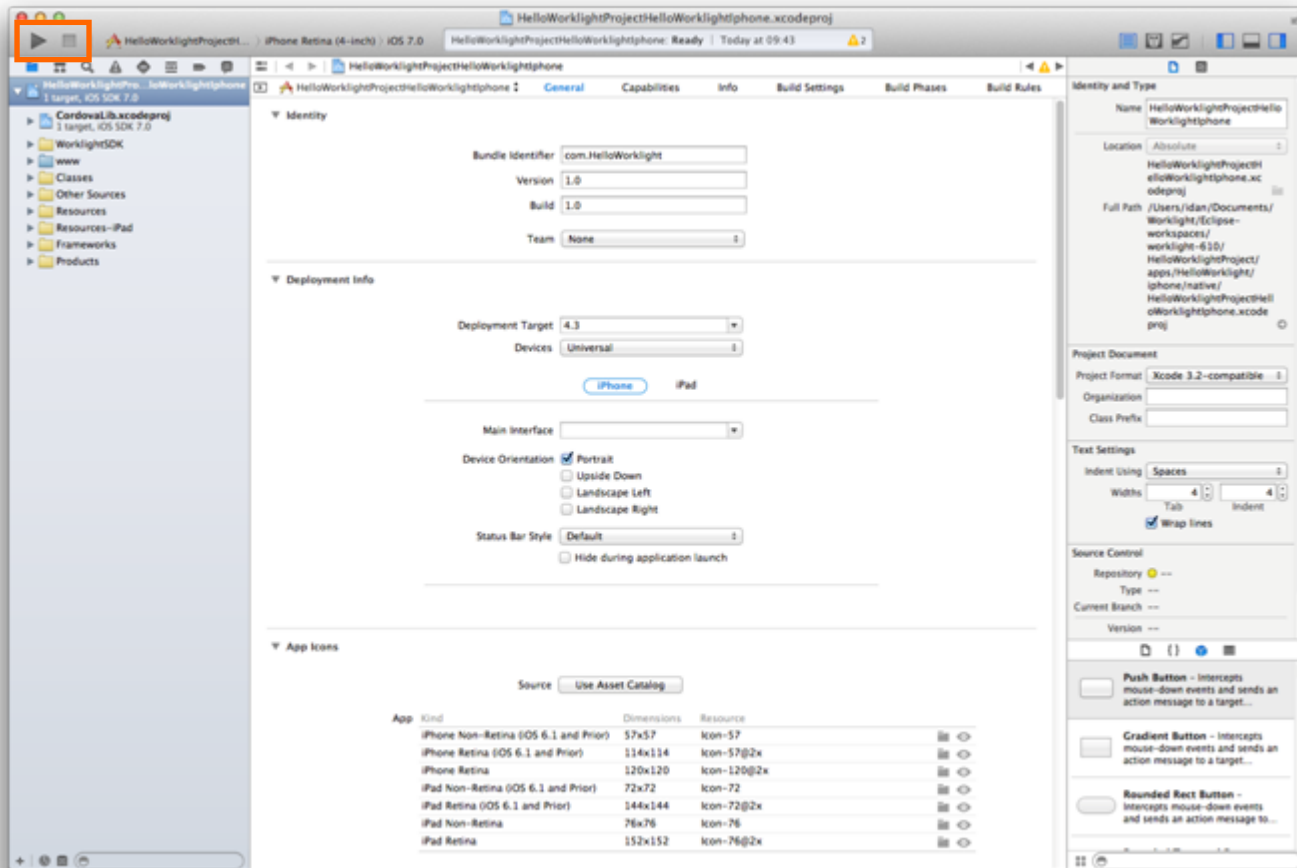 HelloWorklightProjectHelloWorklightIphone.xcodeproj
HelloWorklightProjectH... iPhone Retina (4-inch) iOS 7.0
HelloWorklightProjectHelloWorklightIphone: Ready | Today at 09:43 2
HelloWorklightPro...loWorklightIphone
1 target, iOS SDK 7.0
CordovaLib.xcodeproj
1 target, iOS SDK 7.0
WorklightSDK
www
Classes
Other Sources
Resources
Resources-iPad
Frameworks
Products
HelloWorklightProjectHelloWorklightIphone
HelloWorklightProjectHelloWorklightIphone General Capabilities Info Build Settings Build Phases Build Rules
Identity
Bundle Identifier com.HelloWorklight
Version 1.0
Build 1.0
Team None
Deployment Info
Deployment Target 4.3
Devices Universal
iPhone iPad
Main Interface
Device Orientation Portrait
Upside Down
Landscape Left
Landscape Right
Status Bar Style Default
Hide during application launch
App Icons
Source Use Asset Catalog
App Kind Dimensions Resource
iPhone Non-Retina (iOS 6.1 and Prior) 57x57 Icon-57
iPhone Retina (iOS 6.1 and Prior) 114x114 Icon-57@2x
iPhone Retina 120x120 Icon-120@2x
iPad Non-Retina (iOS 6.1 and Prior) 72x72 Icon-72
iPad Retina (iOS 6.1 and Prior) 144x144 Icon-72@2x
iPad Non-Retina 76x76 Icon-76
iPad Retina 152x152 Icon-76@2x
Identity and Type
Name HelloWorklightProjectHello
WorklightIphone
Location Absolute
HelloWorklightProjectH
elloWorklightIphone.xc
odeproj
Full Path /Users/idan/Documents/
Worklight/Eclipse-
workspaces/
worklight-610/
HelloWorklightProject/
apps/HelloWorklight/
iphone/native/
HelloWorklightProjectHell
oWorklightIphone.xcode
proj
Project Document
Project Format Xcode 3.2-compatible
Organization
Class Prefix
Text Settings
Indent Using Spaces
Widths 4 4
Tab Indent
Wrap lines
Source Control
Repository --
Type --
Current Branch --
Version --
{}
Push Button - Intercepts
mouse-down events and sends an
action message to a target...
Gradient Button - Intercepts
mouse-down events and sends an
action message to a target...
Rounded Rect Button -
Intercepts mouse-down events
and sends an action message to...